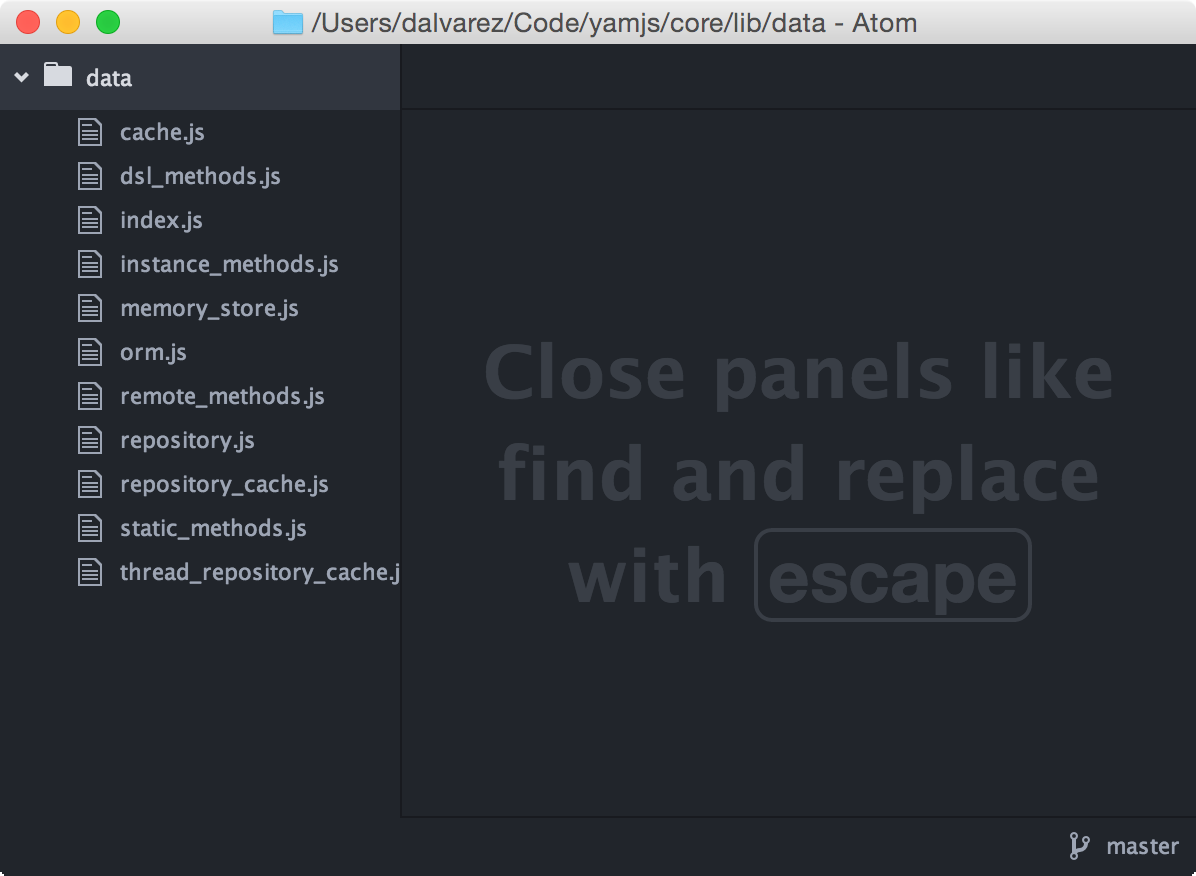 /Users/dalvarez/Code/yamjs/core/lib/data - Atom
data
cache.js
dsl_methods.js
index.js
instance_methods.js
memory_store.js
orm.js
remote_methods.js
repository.js
repository_cache.js
static_methods.js
thread_repository_cache.j
Close panels like
find and replace
with escape
master